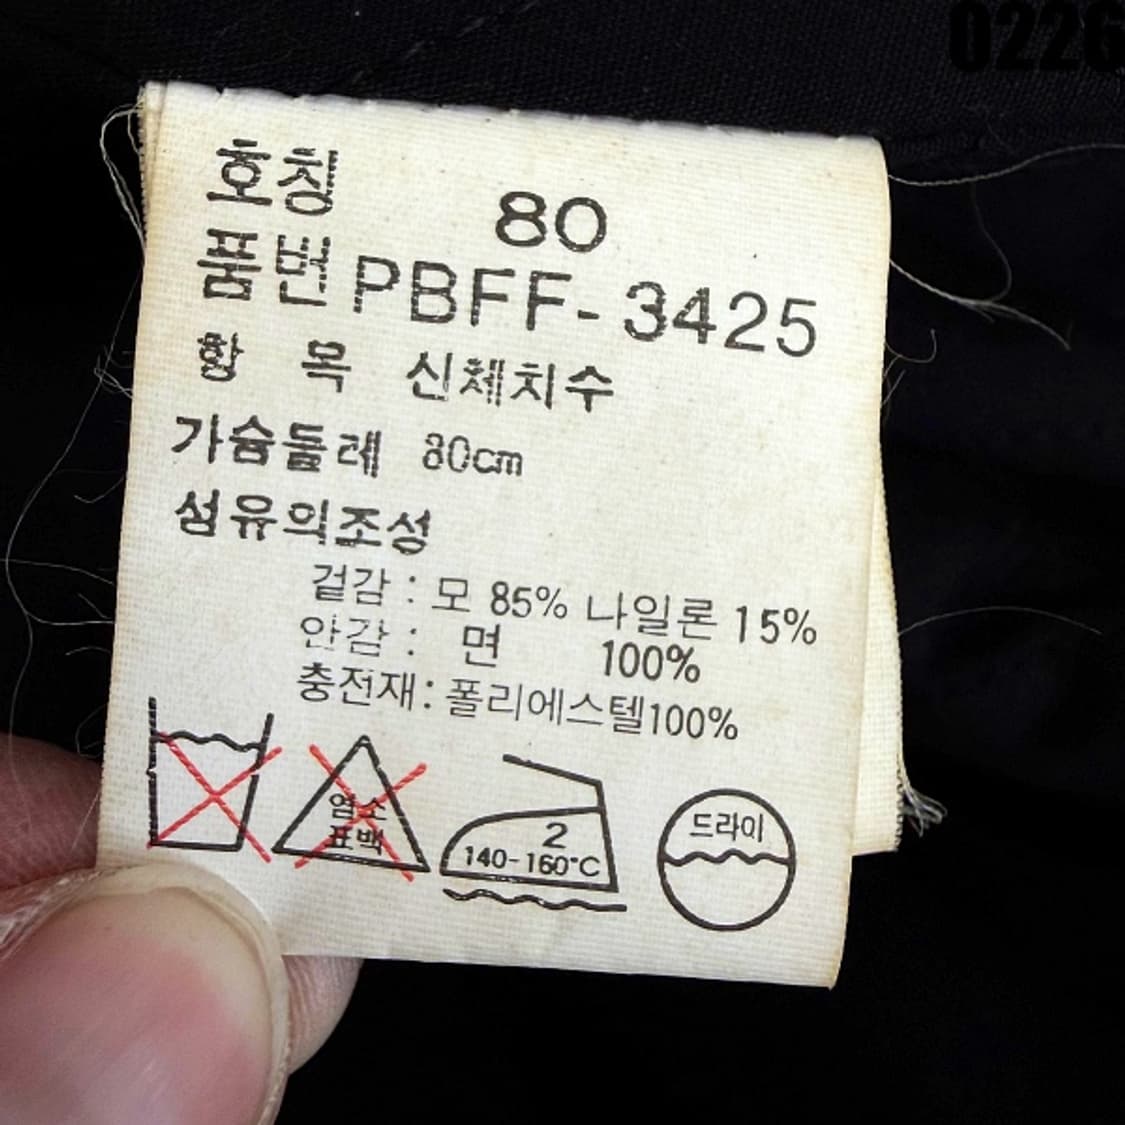 0226
호칭 80
품번 PBFF-3425
항 목 신체치수
가슴둘레 80cm
섬유의조성
겉감 : 모 85% 나일론 15%
안감 : 면 100%
충전재 : 폴리에스텔100%
염소
표백
2
140-160°C
드라이